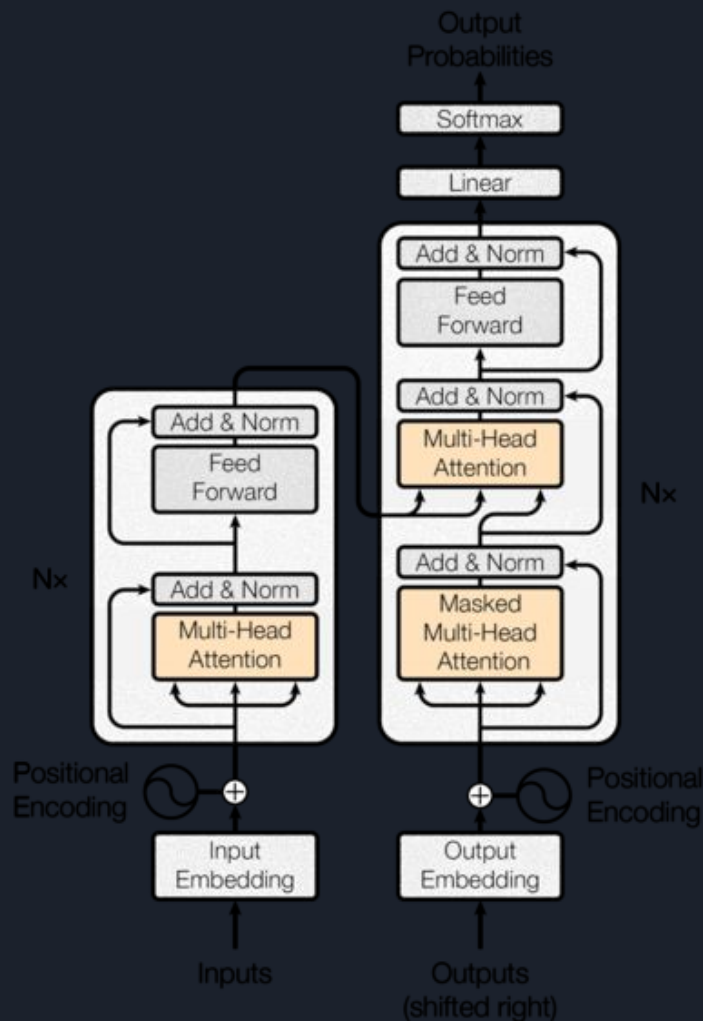 Output
Probabilities
Softmax
Linear
Add & Norm
Feed
Forward
Add & Norm
Multi-Head
Attention
Add & Norm
Masked
Multi-Head
Attention
Nx
Add & Norm
Feed
Forward
Add & Norm
Multi-Head
Attention
Nx
Positional
Encoding
Positional
Encoding
Input
Embedding
Output
Embedding
Inputs
Outputs
(shifted right)